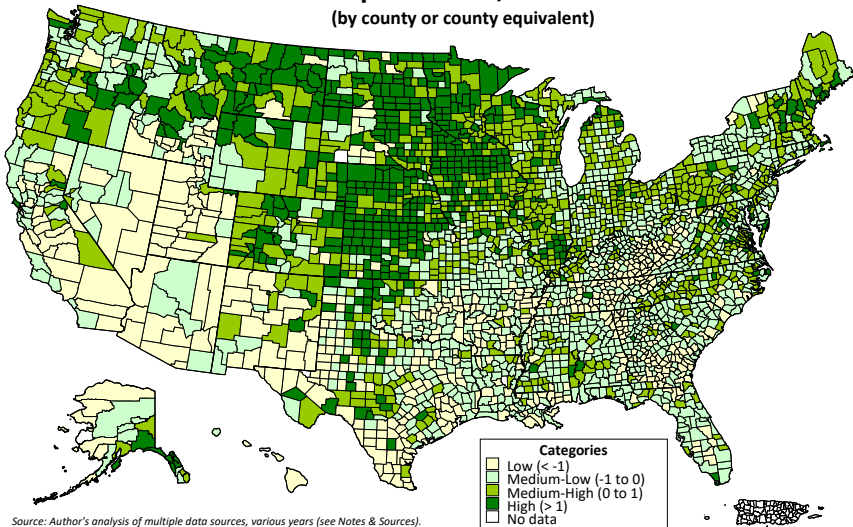 (by county or county equivalent)
Categories
Low (< -1)
Medium-Low (-1 to 0)
Medium-High (0 to 1)
High (> 1)
No data
Source: Author's analysis of multiple data sources, various years (see Notes & Sources).